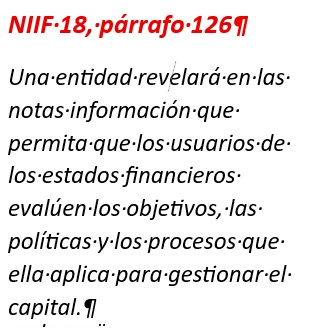 NIIF·18,·párrafo·126¶
Una·entidad·revelará·en·las·
notas·información·que·
permita·que·los·usuarios·de·
los·estados·financieros·
evalúen·los·objetivos,·las·
políticas·y·los·procesos·que·
ella·aplica·para·gestionar·el·
capital.¶